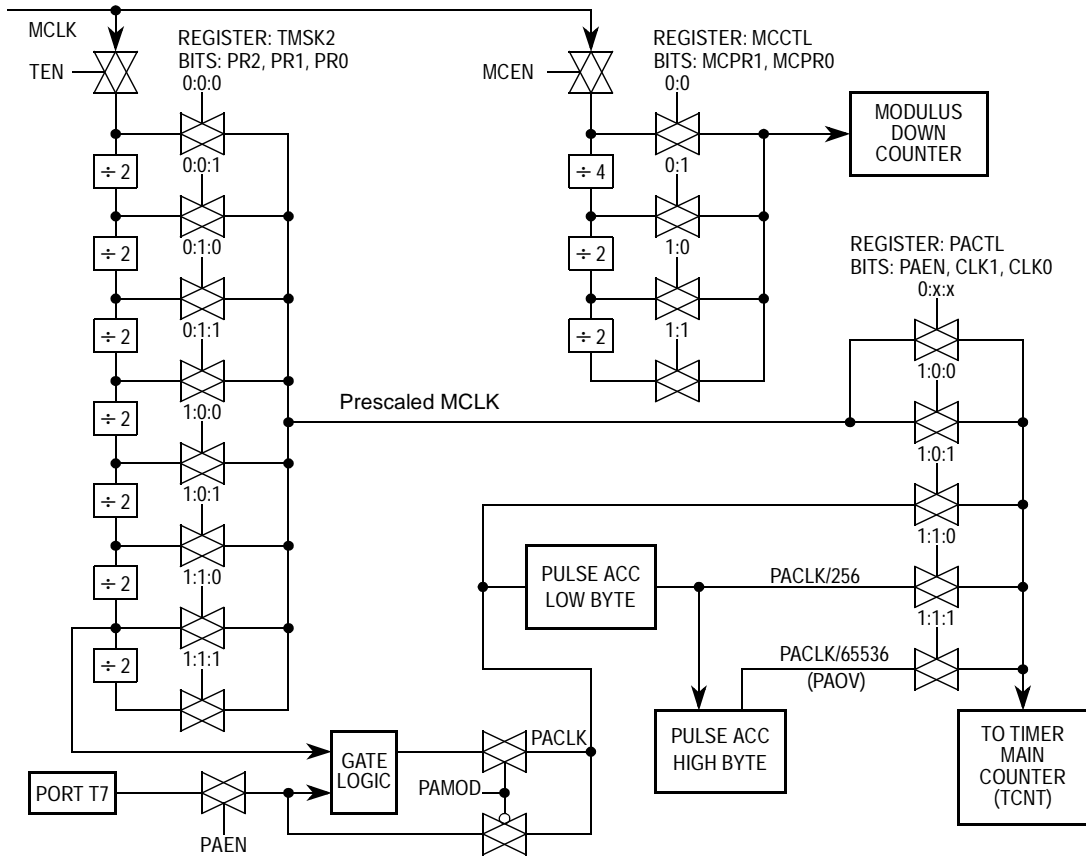 MCLK
TEN
REGISTER: TMSK2
BITS: PR2, PR1, PR0
0:0:0
÷ 2
0:0:1
÷ 2
0:1:0
÷ 2
0:1:1
÷ 2
1:0:0
÷ 2
1:0:1
÷ 2
1:1:0
÷ 2
1:1:1
MCEN
REGISTER: MCCTL
BITS: MCPR1, MCPR0
0:0
÷ 4
0:1
÷ 2
1:0
÷ 2
1:1
MODULUS
DOWN
COUNTER
REGISTER: PACTL
BITS: PAEN, CLK1, CLK0
0:x:x
1:0:0
1:0:1
1:1:0
1:1:1
Prescaled MCLK
PULSE ACC
LOW BYTE
PACLK/256
PACLK/65536
(PAOV)
PULSE ACC
HIGH BYTE
TO TIMER
MAIN
COUNTER
(TCNT)
GATE
LOGIC
PACLK
PAMOD
PORT T7
PAEN